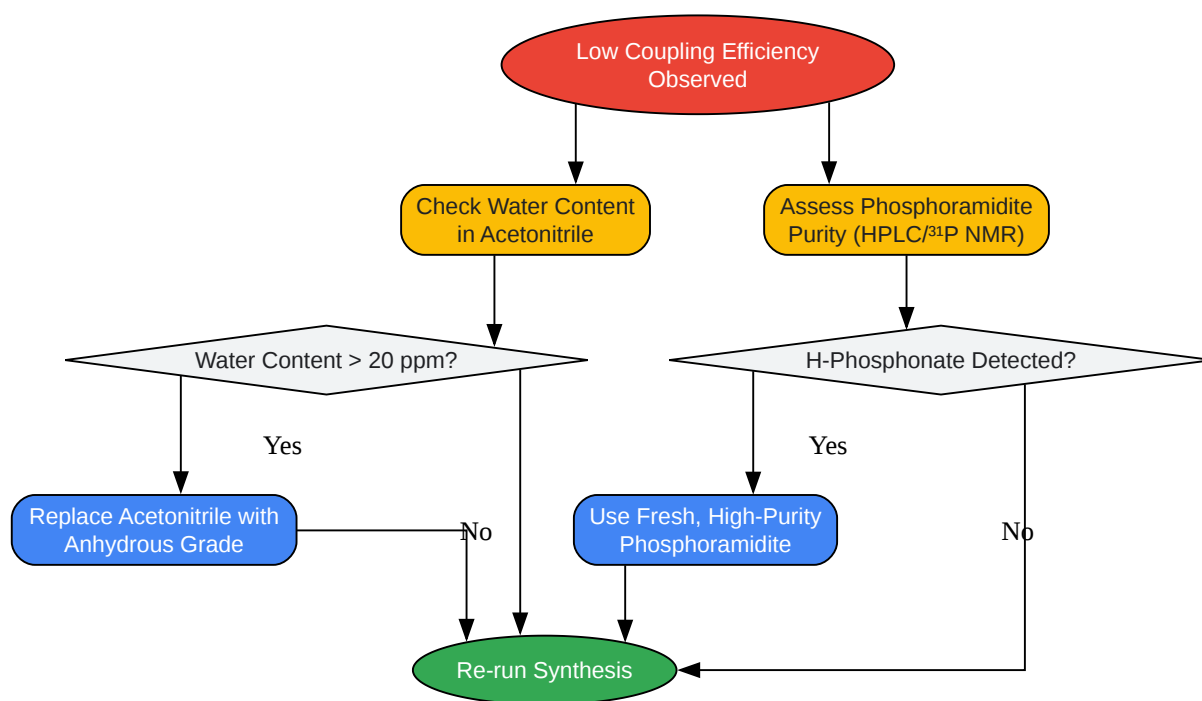 Low Coupling Efficiency
Observed
Check Water Content
in Acetonitrile
Assess Phosphoramidite
Purity (HPLC/³¹P NMR)
Water Content > 20 ppm?
H-Phosphonate Detected?
Yes
Yes
Replace Acetonitrile with
Anhydrous Grade
No
Use Fresh, High-Purity
Phosphoramidite
No
Re-run Synthesis